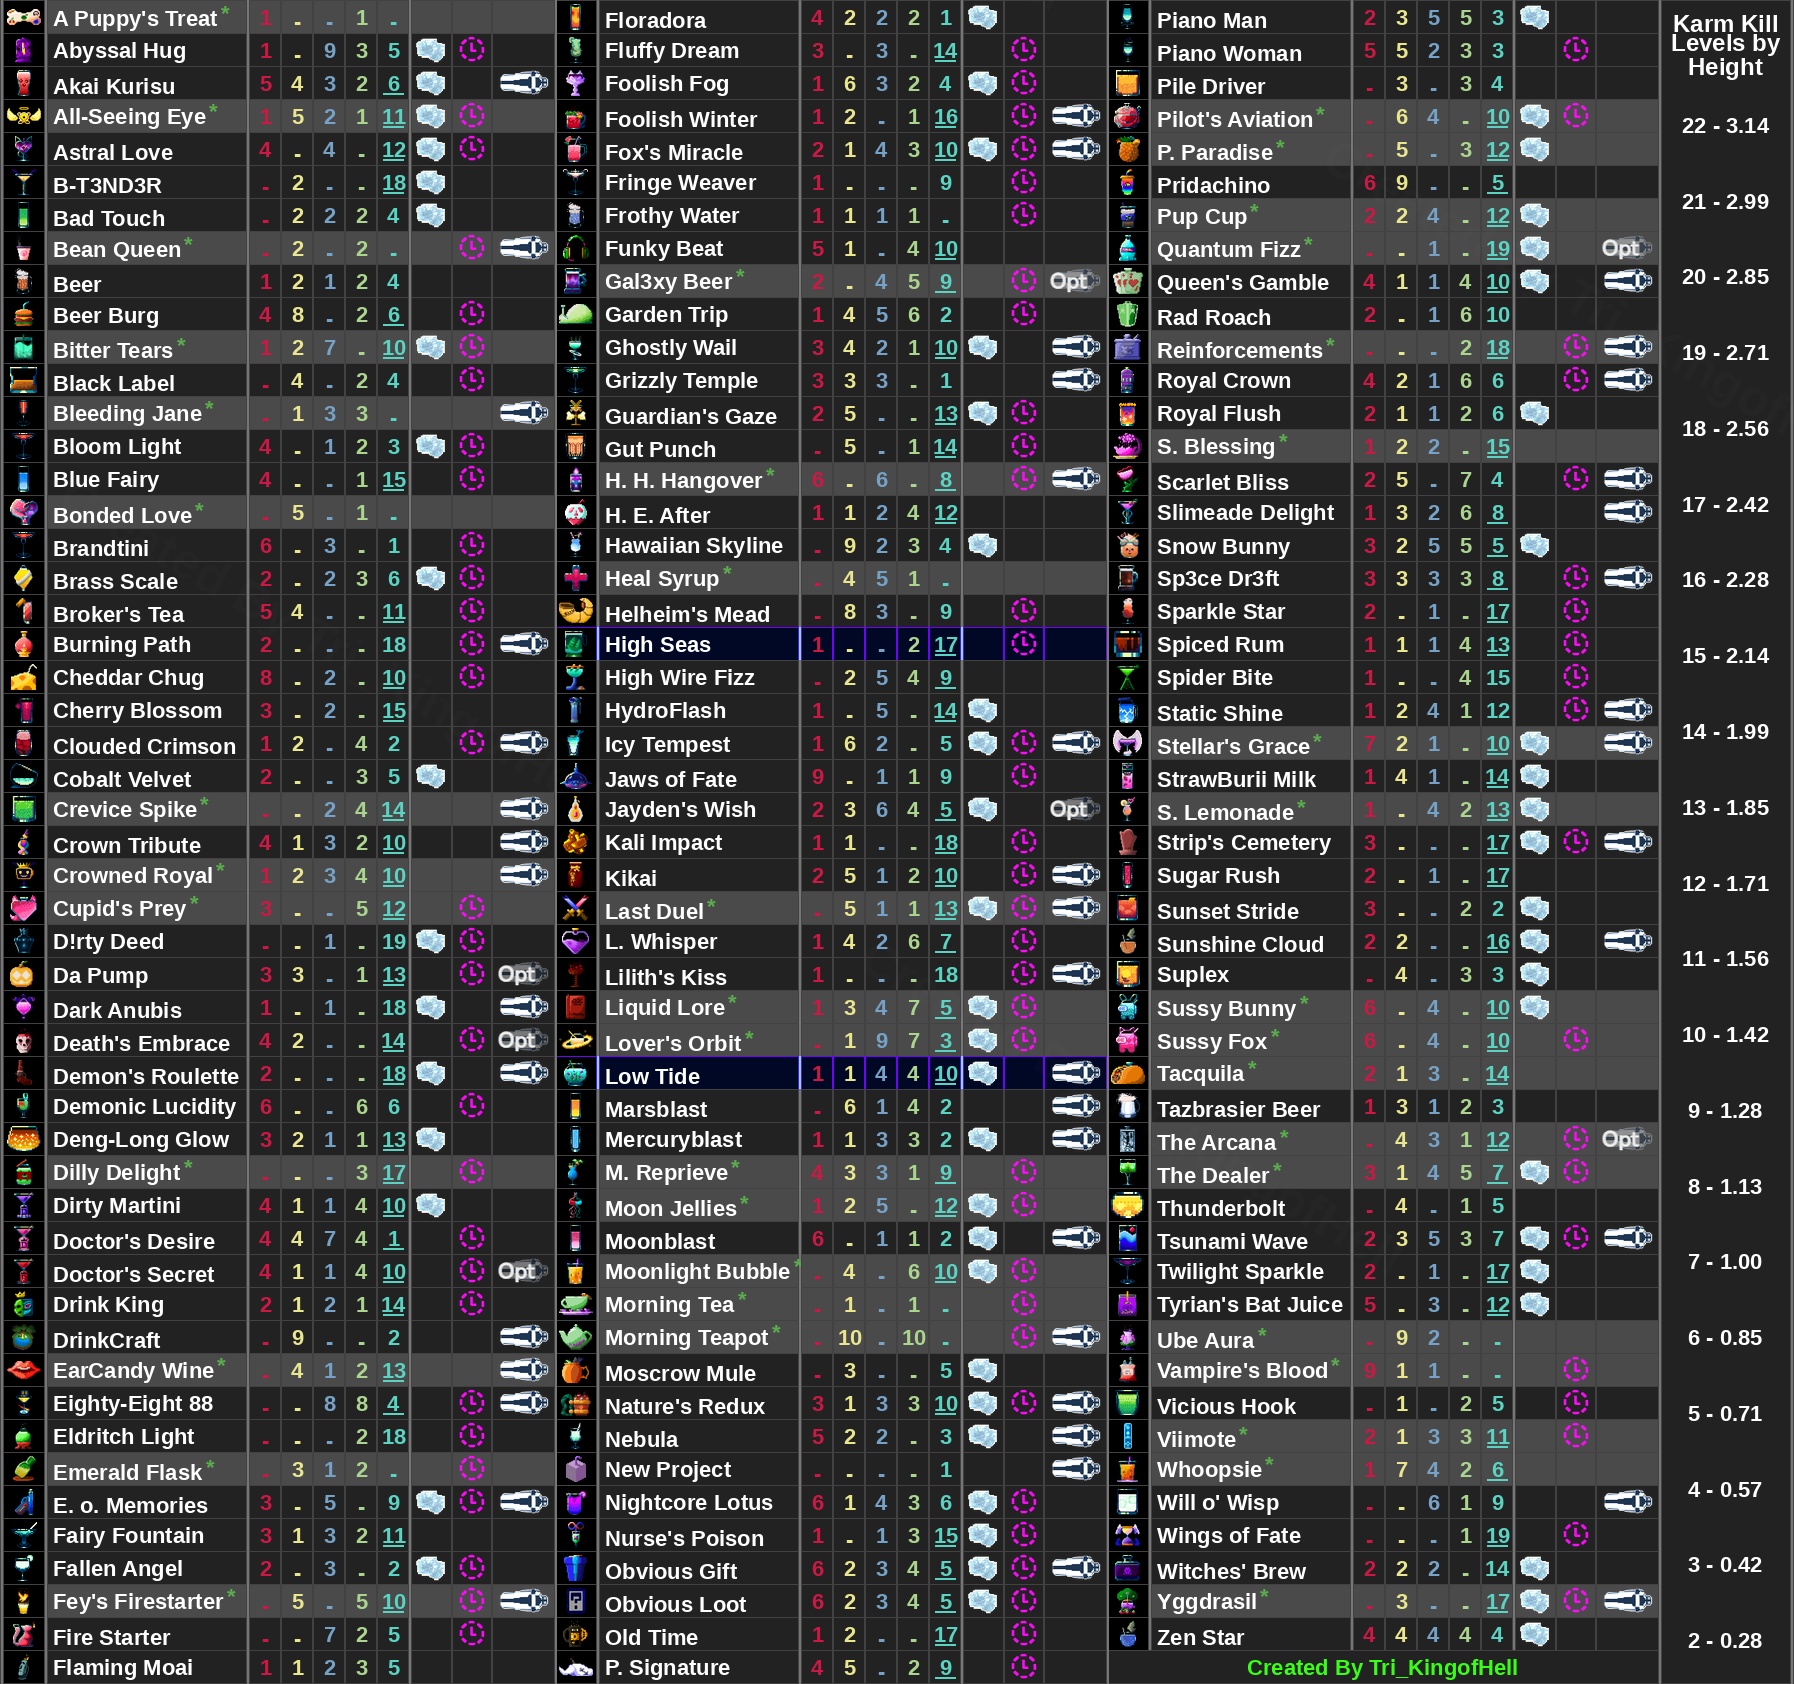 A Puppy's Treat* 1 - - 1 -
Abyssal Hug 1 - 9 3 5
Akai Kurisu 5 4 3 2 6
All-Seeing Eye* 1 5 2 1 11
Astral Love 4 - 4 - 12
B-T3ND3R - 2 - - 18
Bad Touch - 2 2 2 4
Bean Queen* - 2 - 2 -
Beer 1 2 1 2 4
Beer Burg 4 8 - 2 6
Bitter Tears* 1 2 7 - 10
Black Label - 4 - 2 4
Bleeding Jane* - 1 3 3 -
Bloom Light 4 - 1 2 3
Blue Fairy 4 - - 1 15
Bonded Love* - 5 - 1 -
Brandtini 6 - 3 - 1
Brass Scale 2 - 2 3 6
Broker's Tea 5 4 - - 11
Burning Path 2 - - - 18
Cheddar Chug 8 - 2 - 10
Cherry Blossom 3 - 2 - 15
Clouded Crimson 1 2 - 4 2
Cobalt Velvet 2 - - 3 5
Crevice Spike* - - 2 4 14
Crown Tribute 4 1 3 2 10
Crowned Royal* 1 2 3 4 10
Cupid's Prey* 3 - - 5 12
D!rty Deed - - 1 - 19
Da Pump 3 3 - 1 13 Opt
Dark Anubis 1 - 1 - 18
Death's Embrace 4 2 - - 14 Opt
Demon's Roulette 2 - - - 18
Demonic Lucidity 6 - - 6 6
Deng-Long Glow 3 2 1 1 13
Dilly Delight* - - - 3 17
Dirty Martini 4 1 1 4 10
Doctor's Desire 4 4 7 4 1
Doctor's Secret 4 1 1 4 10 Opt
Drink King 2 1 2 1 14
DrinkCraft - 9 - - 2
EarCandy Wine* - 4 1 2 13
Eighty-Eight 88 - - 8 8 4
Eldritch Light - - - 2 18
Emerald Flask* - 3 1 2 -
E. o. Memories 3 - 5 - 9
Fairy Fountain 3 1 3 2 11
Fallen Angel 2 - 3 - 2
Fey's Firestarter* - 5 - 5 10
Fire Starter - - 7 2 5
Flaming Moai 1 1 2 3 5
Floradora 4 2 2 2 1
Fluffy Dream 3 - 3 - 14
Foolish Fog 1 6 3 2 4
Foolish Winter 1 2 - 1 16
Fox's Miracle 2 1 4 3 10
Fringe Weaver 1 - - - 9
Frothy Water 1 1 1 1 -
Funky Beat 5 1 - 4 10
Gal3xy Beer* 2 - 4 5 9 Opt
Garden Trip 1 4 5 6 2
Ghostly Wail 3 4 2 1 10
Grizzly Temple 3 3 3 - 1
Guardian's Gaze 2 5 - - 13
Gut Punch - 5 - 1 14
H. H. Hangover* 6 - 6 - 8
H. E. After 1 1 2 4 12
Hawaiian Skyline - 9 2 3 4
Heal Syrup* - 4 5 1 -
Helheim's Mead - 8 3 - 9
High Seas 1 - - 2 17
High Wire Fizz - 2 5 4 9
HydroFlash 1 - 5 - 14
Icy Tempest 1 6 2 - 5
Jaws of Fate 9 - 1 1 9
Jayden's Wish 2 3 6 4 5 Opt
Kali Impact 1 1 - - 18
Kikai 2 5 1 2 10
Last Duel* - 5 1 1 13
L. Whisper 1 4 2 6 7
Lilith's Kiss 1 - - - 18
Liquid Lore* 1 3 4 7 5
Lover's Orbit* - 1 9 7 3
Low Tide 1 1 4 4 10
Marsblast - 6 1 4 2
Mercuryblast 1 1 3 3 2
M. Reprieve* 4 3 3 1 9
Moon Jellies* 1 2 5 - 12
Moonblast 6 - 1 1 2
Moonlight Bubble* - 4 - 6 10
Morning Tea* - 1 - 1 -
Morning Teapot* - 10 - 10 -
Moscrow Mule - 3 - - 5
Nature's Redux 3 1 3 3 10
Nebula 5 2 2 - 3
New Project - - - - 1
Nightcore Lotus 6 1 4 3 6
Nurse's Poison 1 - 1 3 15
Obvious Gift 6 2 3 4 5
Obvious Loot 6 2 3 4 5
Old Time 1 2 - - 17
P. Signature 4 5 - 2 9
Piano Man 2 3 5 5 3
Piano Woman 5 5 2 3 3
Pile Driver - 3 - 3 4
Pilot's Aviation* - 6 4 - 10
P. Paradise* - 5 - 3 12
Pridachino 6 9 - - 5
Pup Cup* 2 2 4 - 12
Quantum Fizz* - - 1 - 19 Opt
Queen's Gamble 4 1 1 4 10
Rad Roach 2 - 1 6 10
Reinforcements* - - - 2 18
Royal Crown 4 2 1 6 6
Royal Flush 2 1 1 2 6
S. Blessing* 1 2 2 - 15
Scarlet Bliss 2 5 - 7 4
Slimeade Delight 1 3 2 6 8
Snow Bunny 3 2 5 5 5
Sp3ce Dr3ft 3 3 3 3 8
Sparkle Star 2 - 1 - 17
Spiced Rum 1 1 1 4 13
Spider Bite 1 - - 4 15
Static Shine 1 2 4 1 12
Stellar's Grace* 7 2 1 - 10
StrawBurii Milk 1 4 1 - 14
S. Lemonade* 1 - 4 2 13
Strip's Cemetery 3 - - - 17
Sugar Rush 2 - 1 - 17
Sunset Stride 3 - - 2 2
Sunshine Cloud 2 2 - - 16
Suplex - 4 - 3 3
Sussy Bunny* 6 - 4 - 10
Sussy Fox* 6 - 4 - 10
Tacquila* 2 1 3 - 14
Tazbrasier Beer 1 3 1 2 3
The Arcana* - 4 3 1 12 Opt
The Dealer* 3 1 4 5 7
Thunderbolt - 4 - 1 5
Tsunami Wave 2 3 5 3 7
Twilight Sparkle 2 - 1 - 17
Tyrian's Bat Juice 5 - 3 - 12
Ube Aura* - 9 2 - -
Vampire's Blood* 9 1 1 - -
Vicious Hook - 1 - 2 5
Viimote* 2 1 3 3 11
Whoopsie* 1 7 4 2 6
Will o' Wisp - - 6 1 9
Wings of Fate - - - 1 19
Witches' Brew 2 2 2 - 14
Yggdrasil* - 3 - - 17
Zen Star 4 4 4 4 4
Created By Tri_KingofHell
Karm Kill
Levels by
Height
22 - 3.14
21 - 2.99
20 - 2.85
19 - 2.71
18 - 2.56
17 - 2.42
16 - 2.28
15 - 2.14
14 - 1.99
13 - 1.85
12 - 1.71
11 - 1.56
10 - 1.42
9 - 1.28
8 - 1.13
7 - 1.00
6 - 0.85
5 - 0.71
4 - 0.57
3 - 0.42
2 - 0.28